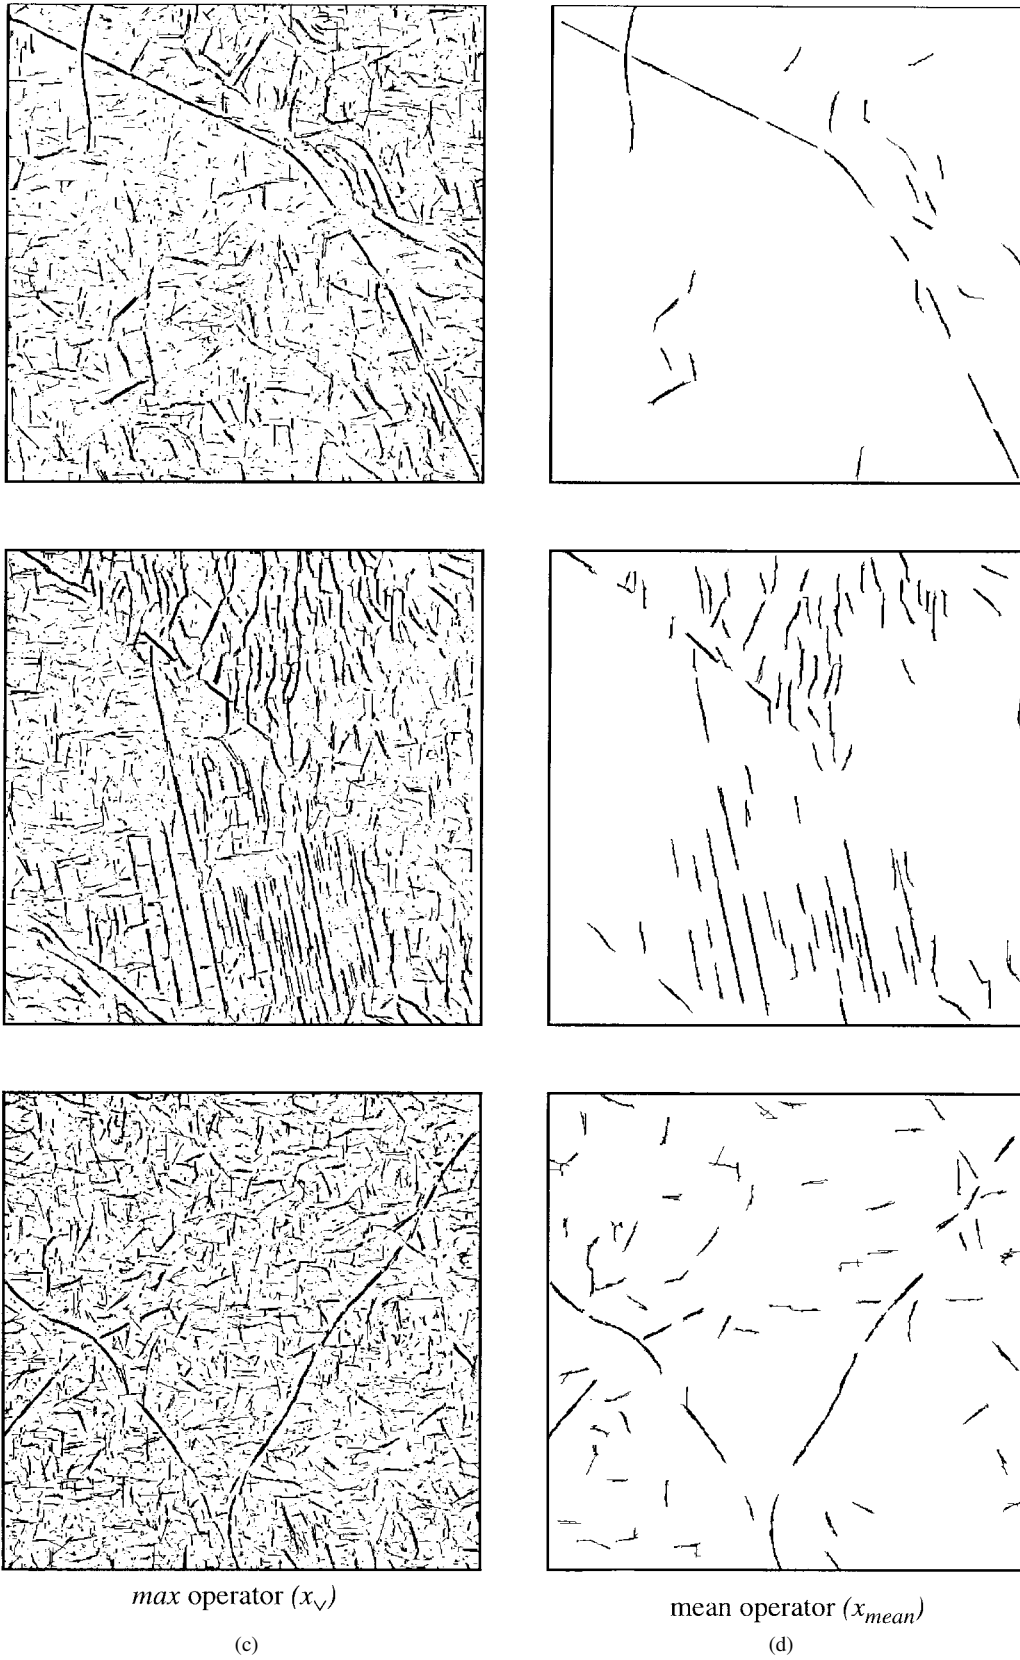 max operator (x∨)
mean operator (xmean)
(c)
(d)